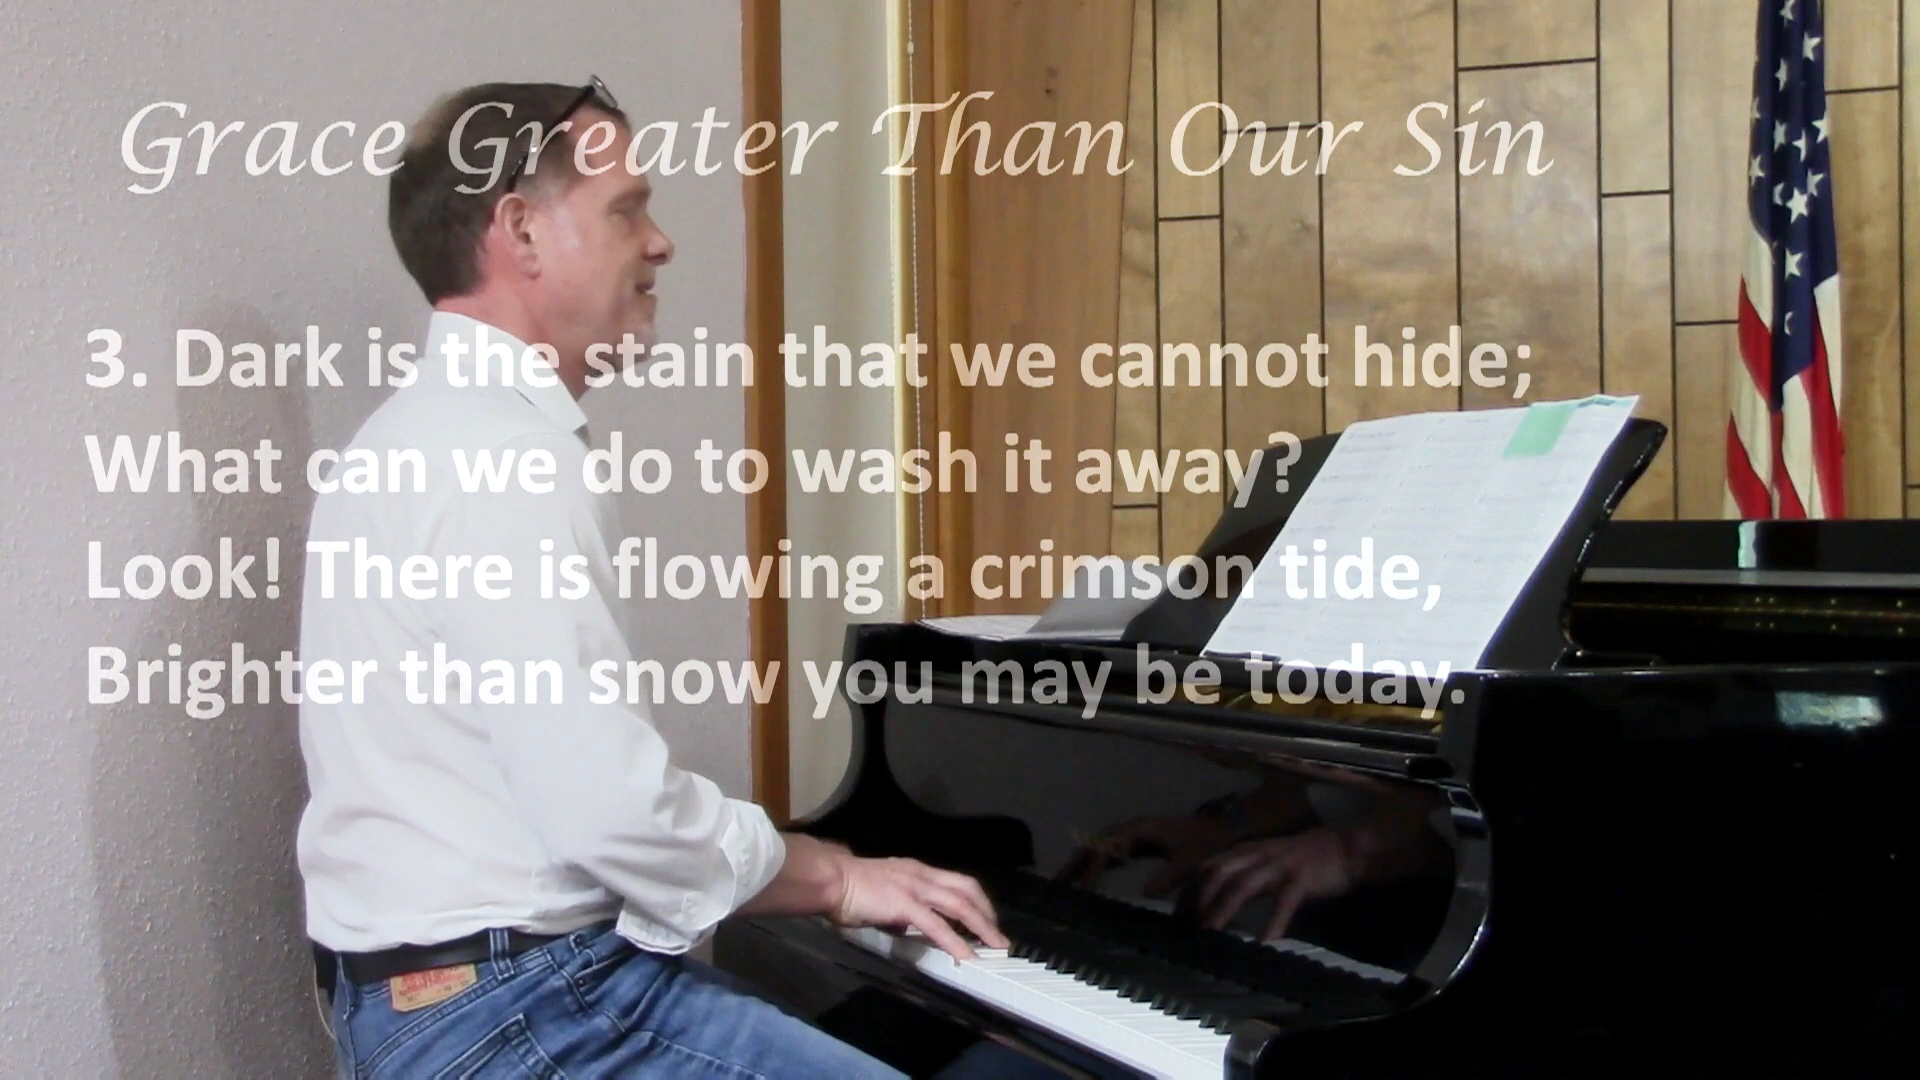 Grace Greater Than Our Sin
3. Dark is the stain that we cannot hide;
What can we do to wash it away?
Look! There is flowing a crimson tide,
Brighter than snow you may be today.